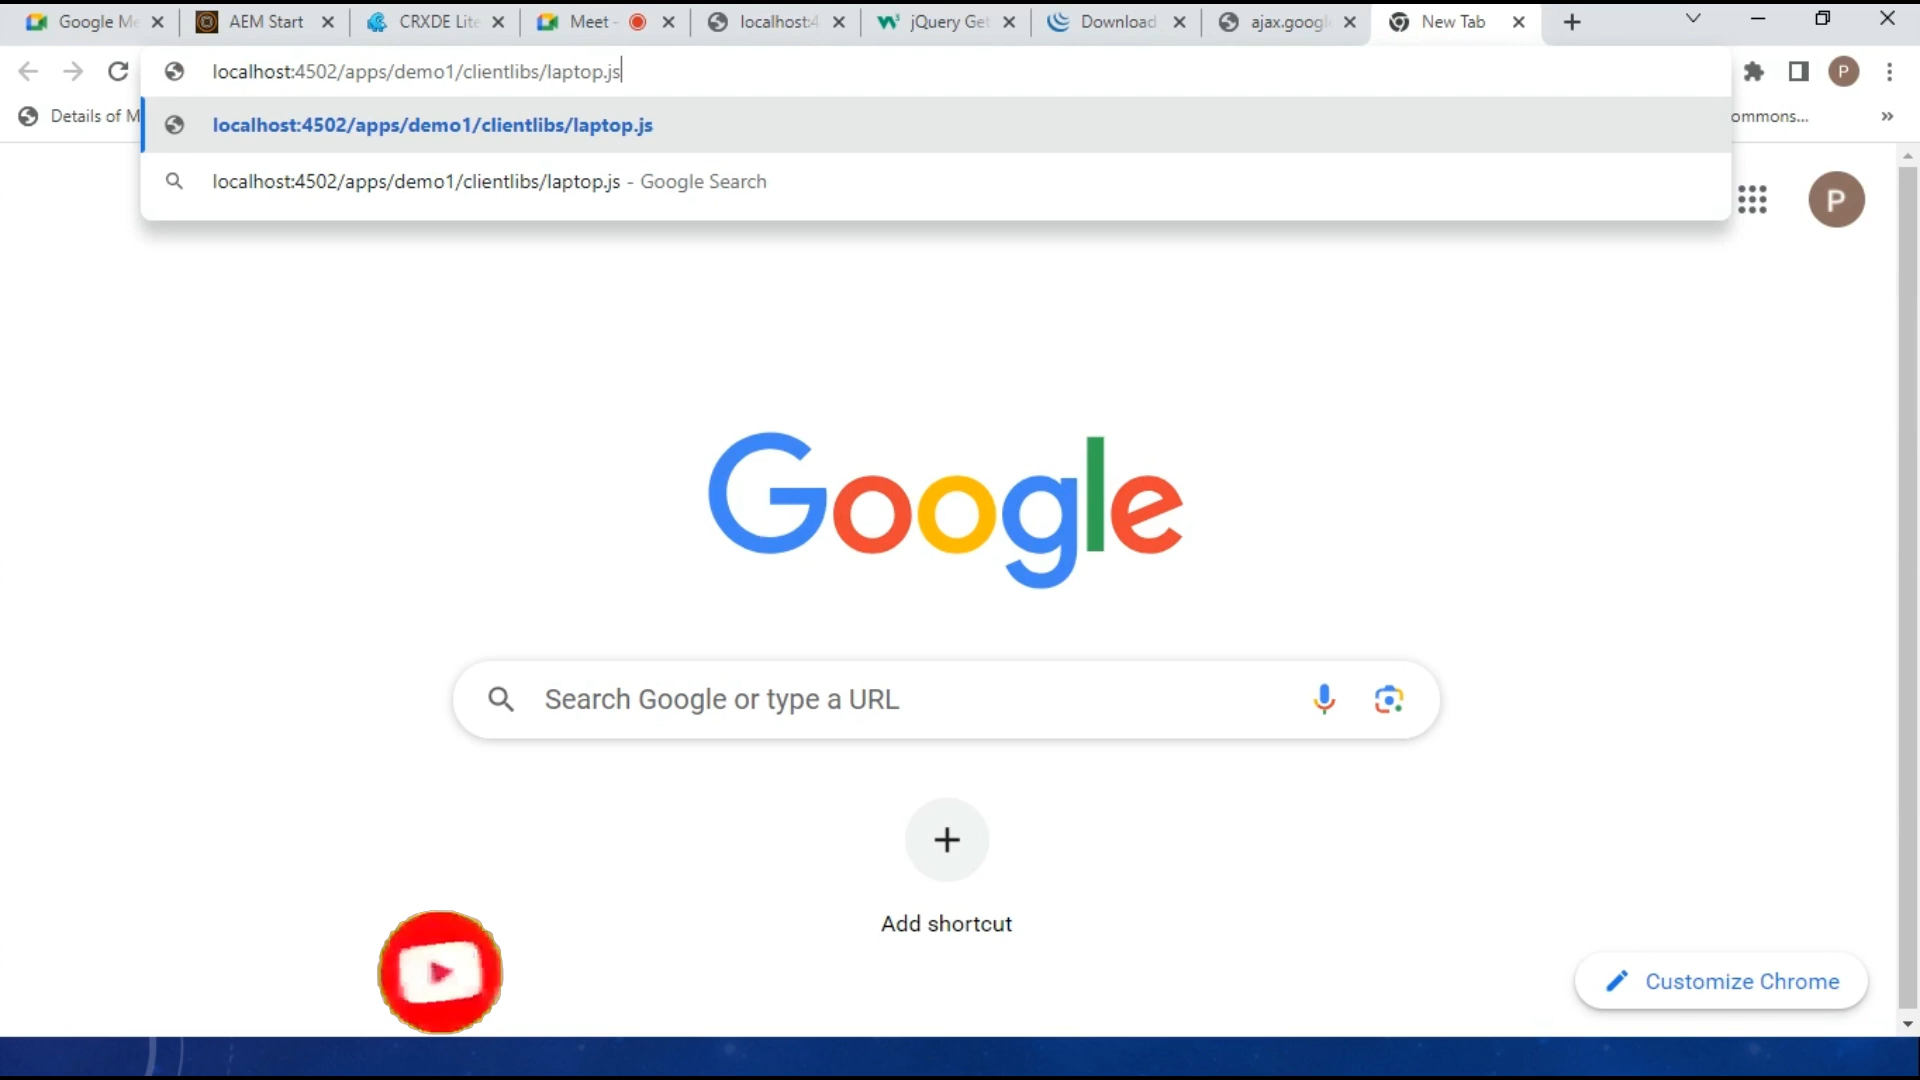 Google Me
AEM Start
CRXDE Lite
Meet -
localhost:4
jQuery Get
Download
ajax.google
New Tab
localhost:4502/apps/demo1/clientlibs/laptop.js
P
Details of M
localhost:4502/apps/demo1/clientlibs/laptop.js
ommons...
»
localhost:4502/apps/demo1/clientlibs/laptop.js - Google Search
P
Google
Search Google or type a URL
Add shortcut
Customize Chrome